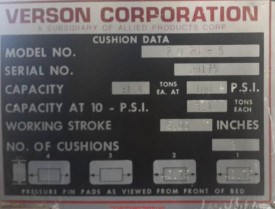 VERSON CORPORATION
A SUBSIDIARY OF ALLIED PRODUCTS CORP.
CUSHION DATA
MODEL NO.
SERIAL NO.
CAPACITY TONS EA. AT P.S.I.
CAPACITY AT 10 - P.S.I. TONS EACH
WORKING STROKE INCHES
NO. OF CUSHIONS
4 3 2 1
PRESSURE PIN PADS AS VIEWED FROM FRONT OF BED